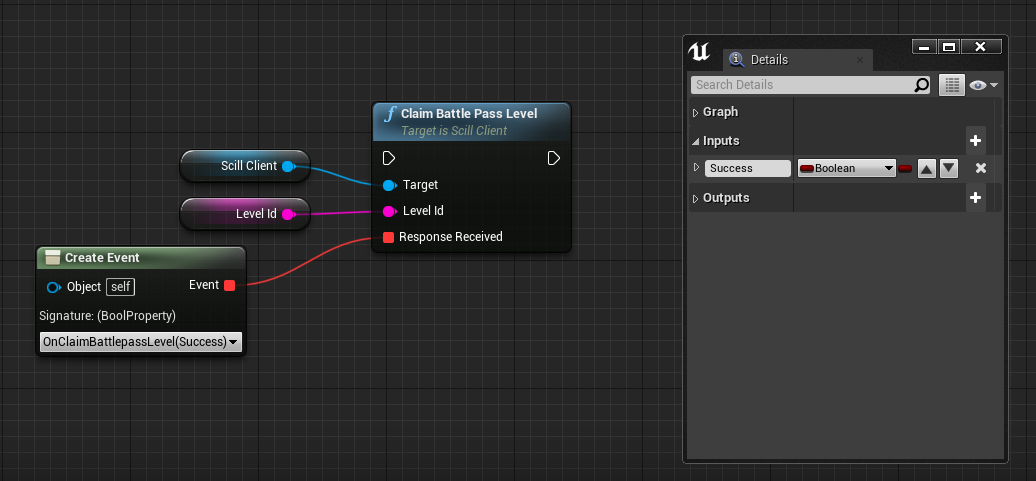 Scill Client
Level Id
Create Event
Object
self
Event
Signature: (BoolProperty)
OnClaimBattlepassLevel(Success)
f
Claim Battle Pass Level
Target is Scill Client
Target
Level Id
Response Received
Details
Search Details
Graph
Inputs
Success
Boolean
Outputs